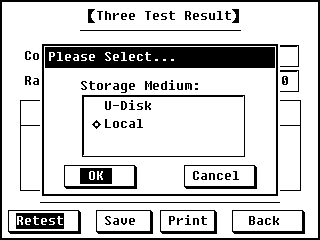 【Three Test Result】
Co
Please Select...
Ra
0
Storage Medium:
U-Disk
Local
OK Cancel
Retest Save Print Back